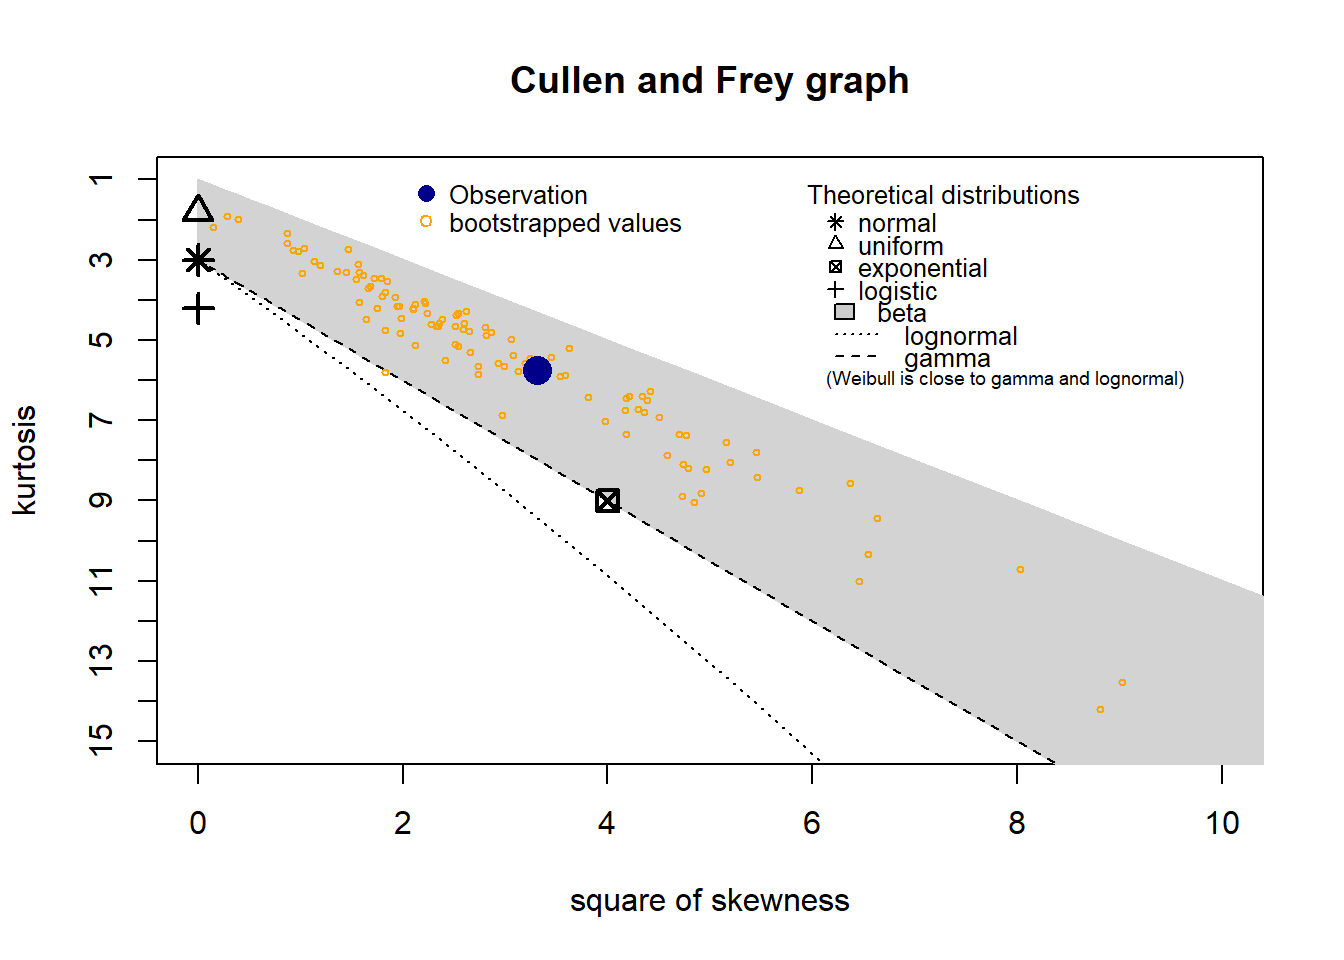 Cullen and Frey graph
Observation
bootstrapped values
Theoretical distributions
normal
uniform
exponential
logistic
beta
lognormal
gamma
(Weibull is close to gamma and lognormal)
kurtosis
1
3
5
7
9
11
13
15
0 2 4 6 8 10
square of skewness